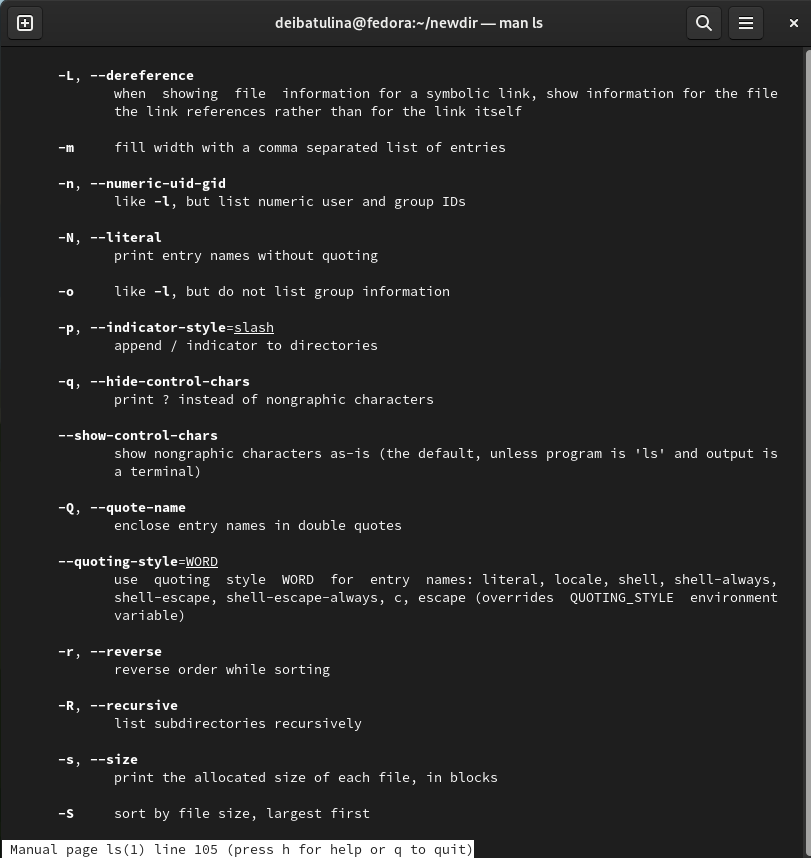 deibatulina@fedora:~/newdir — man ls
-L, --dereference
when  showing  file  information for a symbolic link, show information for the file
the link references rather than for the link itself
-m     fill width with a comma separated list of entries
-n, --numeric-uid-gid
like -l, but list numeric user and group IDs
-N, --literal
print entry names without quoting
-o     like -l, but do not list group information
-p, --indicator-style=slash
append / indicator to directories
-q, --hide-control-chars
print ? instead of nongraphic characters
--show-control-chars
show nongraphic characters as-is (the default, unless program is 'ls' and output is
a terminal)
-Q, --quote-name
enclose entry names in double quotes
--quoting-style=WORD
use  quoting  style  WORD  for  entry  names: literal, locale, shell, shell-always,
shell-escape, shell-escape-always, c, escape (overrides  QUOTING_STYLE  environment
variable)
-r, --reverse
reverse order while sorting
-R, --recursive
list subdirectories recursively
-s, --size
print the allocated size of each file, in blocks
-S     sort by file size, largest first
Manual page ls(1) line 105 (press h for help or q to quit)